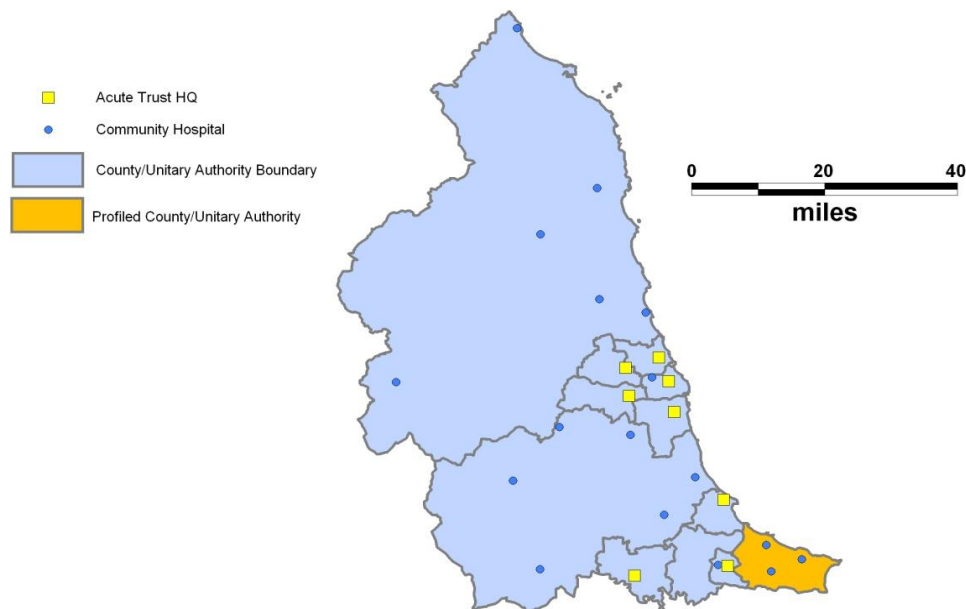 Acute Trust HQ
Community Hospital
County/Unitary Authority Boundary
Profiled County/Unitary Authority
0 20 40
miles